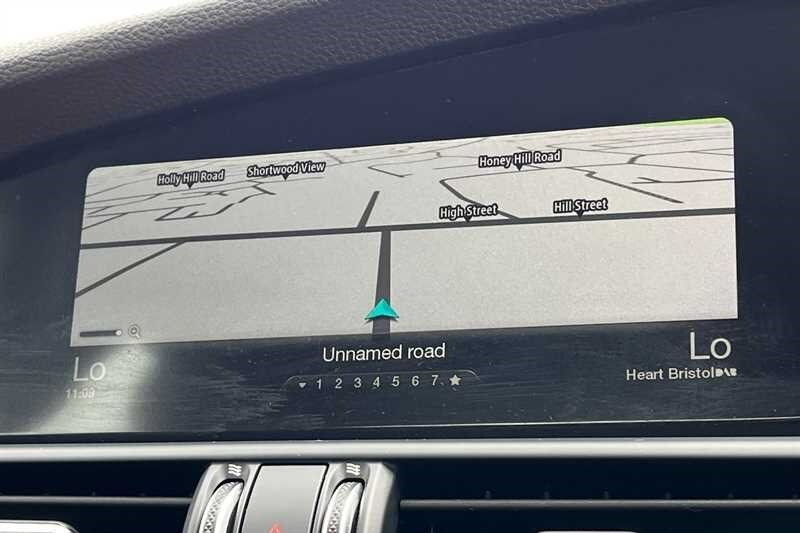 Holly Hill Road
Shortwood View
Honey Hill Road
High Street
Hill Street
Unnamed road
Lo
Lo
11:09
1 2 3 4 5 6 7
Heart Bristol DAB